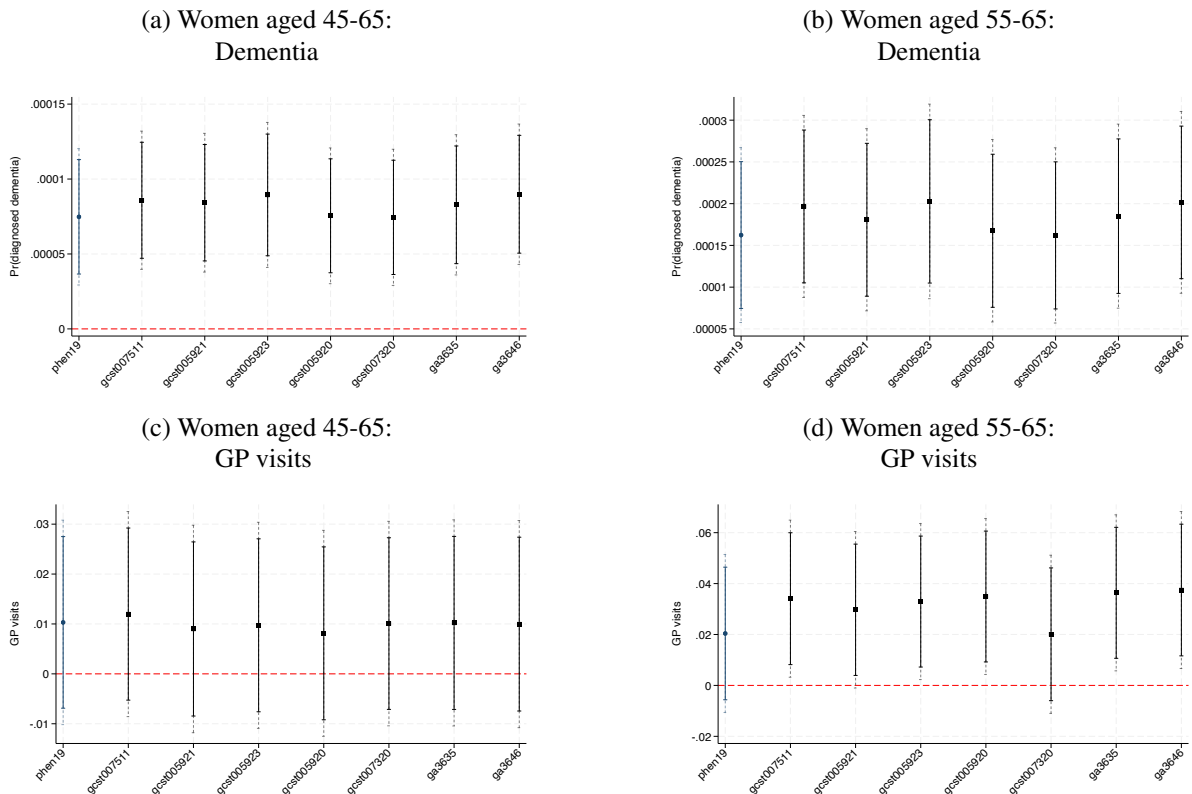 (a) Women aged 45-65:
Dementia
Pr(diagnosed dementia)
.00015
.0001
.00005
0
phen19
gcst007511
gcst005921
gcst005923
gcst005920
gcst007320
ga3635
ga3646
(b) Women aged 55-65:
Dementia
Pr(diagnosed dementia)
.0003
.00025
.0002
.00015
.0001
.00005
phen19
gcst007511
gcst005921
gcst005923
gcst005920
gcst007320
ga3635
ga3646
(c) Women aged 45-65:
GP visits
GP visits
.03
.02
.01
0
-.01
phen19
gcst007511
gcst005921
gcst005923
gcst005920
gcst007320
ga3635
ga3646
(d) Women aged 55-65:
GP visits
GP visits
.06
.04
.02
0
-.02
phen19
gcst007511
gcst005921
gcst005923
gcst005920
gcst007320
ga3635
ga3646